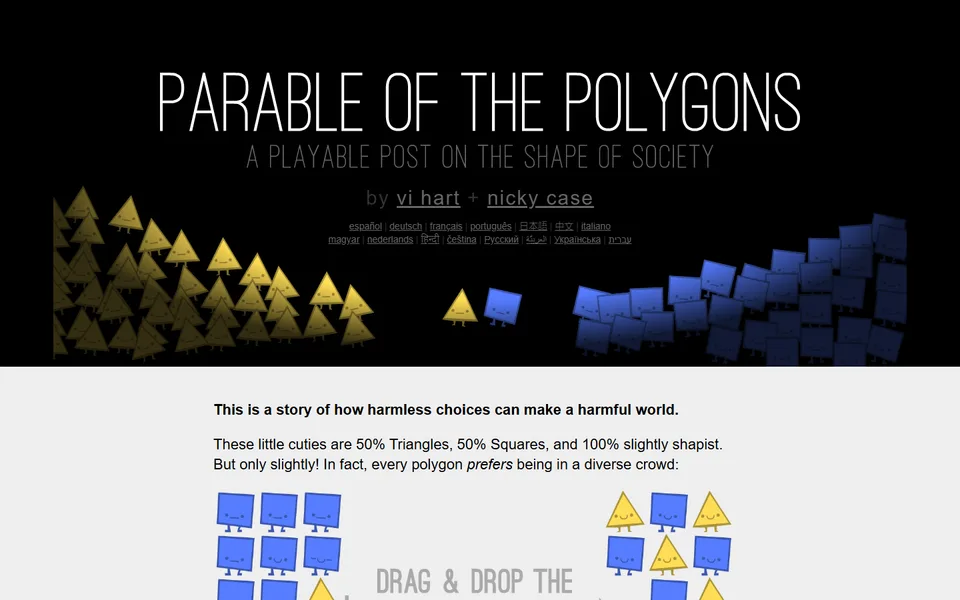 PARABLE OF THE POLYGONS
A PLAYABLE POST ON THE SHAPE OF SOCIETY
by vi hart + nicky case
español | deutsch | français | português | 日本語 | 中文 | italiano
magyar | nederlands | हिन्दी | čeština | Русский | العربيّة | Українська | עברית
This is a story of how harmless choices can make a harmful world.
These little cuties are 50% Triangles, 50% Squares, and 100% slightly shapist.
But only slightly! In fact, every polygon prefers being in a diverse crowd:
DRAG & DROP THE